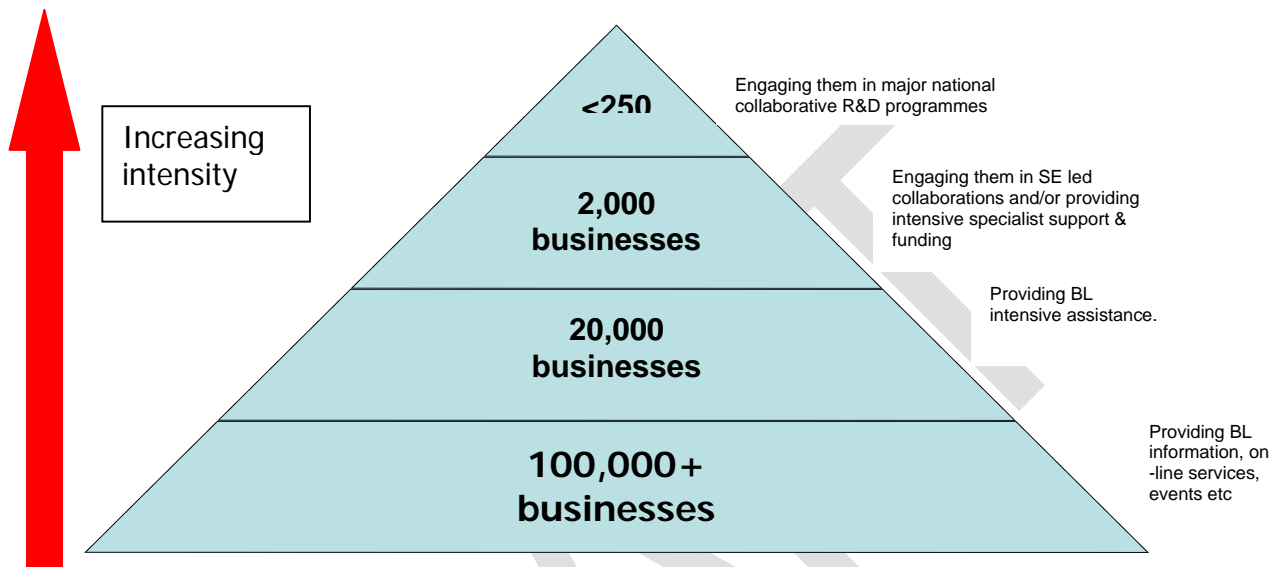 Increasing
intensity
<250
Engaging them in major national
collaborative R&D programmes
2,000
businesses
Engaging them in SE led
collaborations and/or providing
intensive specialist support &
funding
20,000
businesses
Providing BL
intensive assistance.
100,000+
businesses
Providing BL
information, on
-line services,
events etc